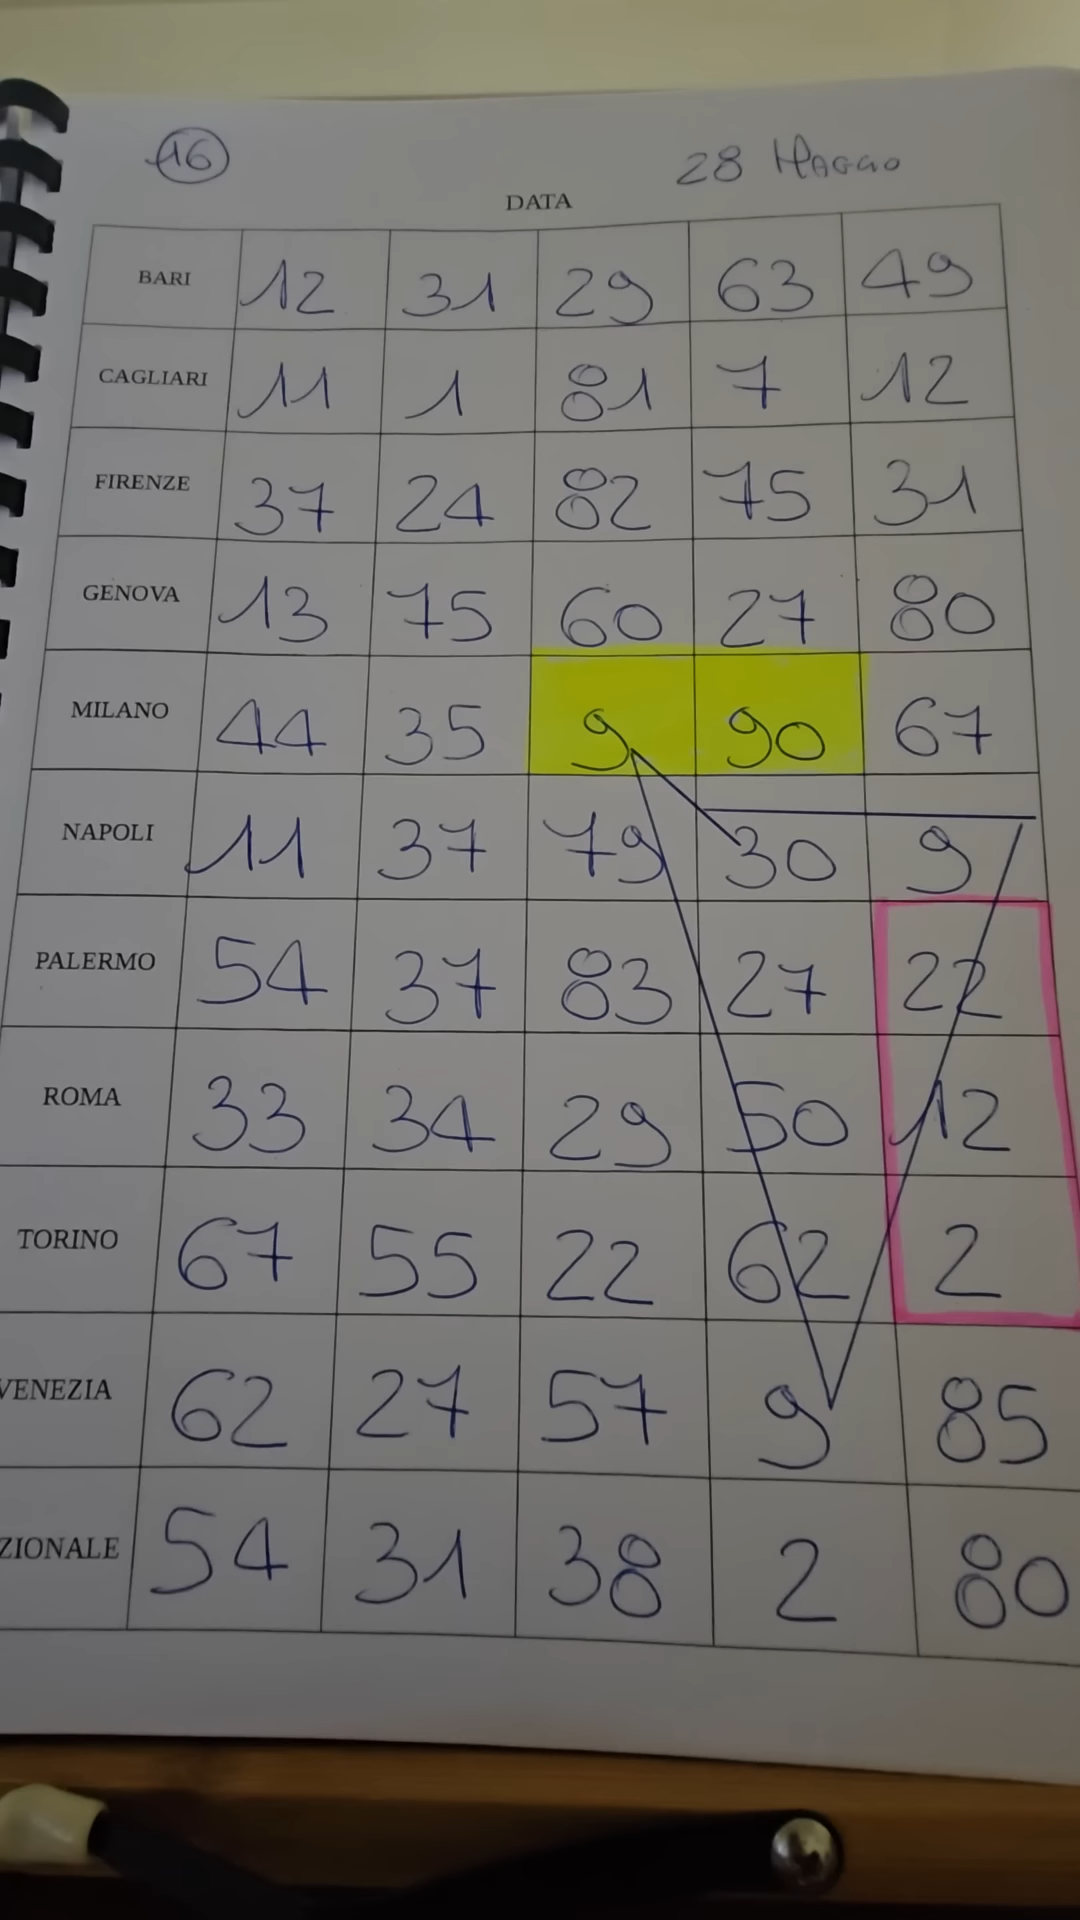 16 28 Maggio
DATA
BARI 12 31 29 63 49
CAGLIARI 11 1 81 7 12
FIRENZE 37 24 82 75 31
GENOVA 13 75 60 27 80
MILANO 44 35 9 90 67
NAPOLI 11 37 79 30 9
PALERMO 54 37 83 27 22
ROMA 33 34 29 50 12
TORINO 67 55 22 62 2
VENEZIA 62 27 57 9 85
ZIONALE 54 31 38 2 80